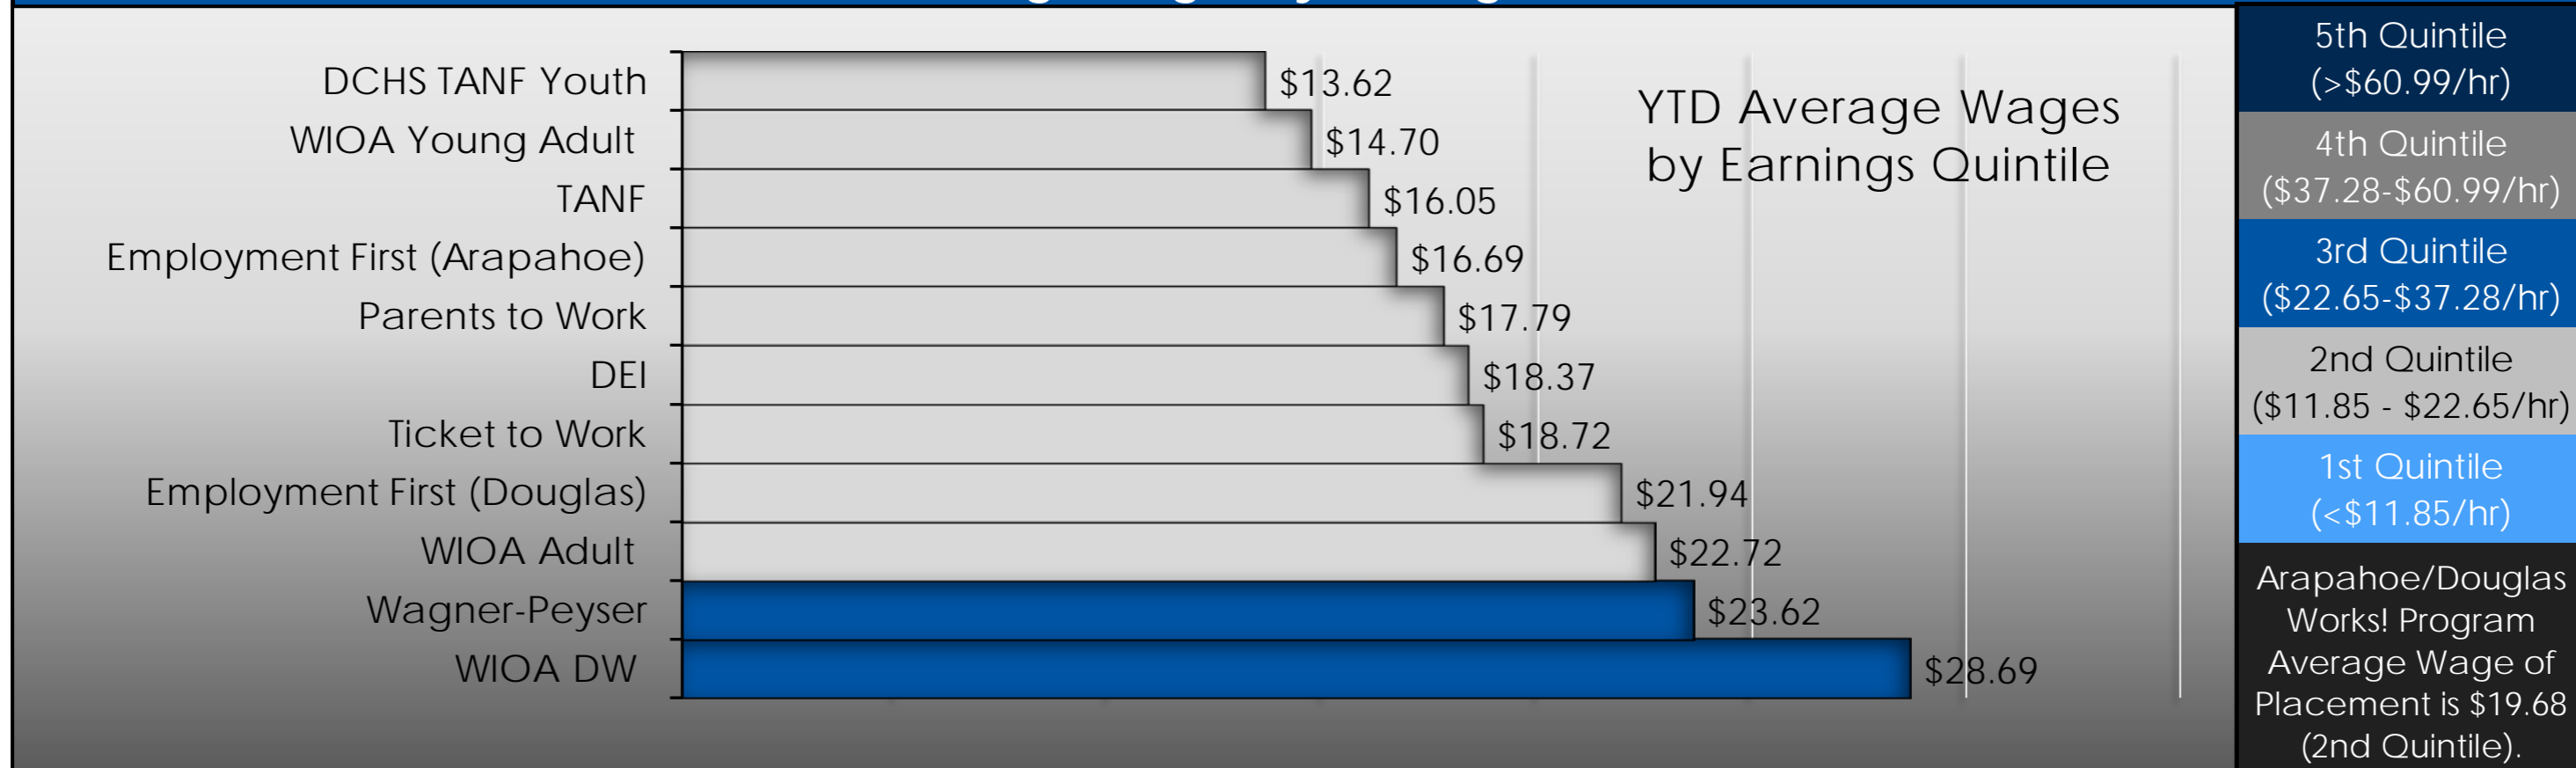 DCHS TANF Youth
$13.62
WIOA Young Adult
$14.70
TANF
$16.05
Employment First (Arapahoe)
$16.69
Parents to Work
$17.79
DEI
$18.37
Ticket to Work
$18.72
Employment First (Douglas)
$21.94
WIOA Adult
$22.72
Wagner-Peyser
$23.62
WIOA DW
$28.69
YTD Average Wages
by Earnings Quintile
5th Quintile
(>$60.99/hr)
4th Quintile
($37.28-$60.99/hr)
3rd Quintile
($22.65-$37.28/hr)
2nd Quintile
($11.85 - $22.65/hr)
1st Quintile
(<$11.85/hr)
Arapahoe/Douglas
Works! Program
Average Wage of
Placement is $19.68
(2nd Quintile).